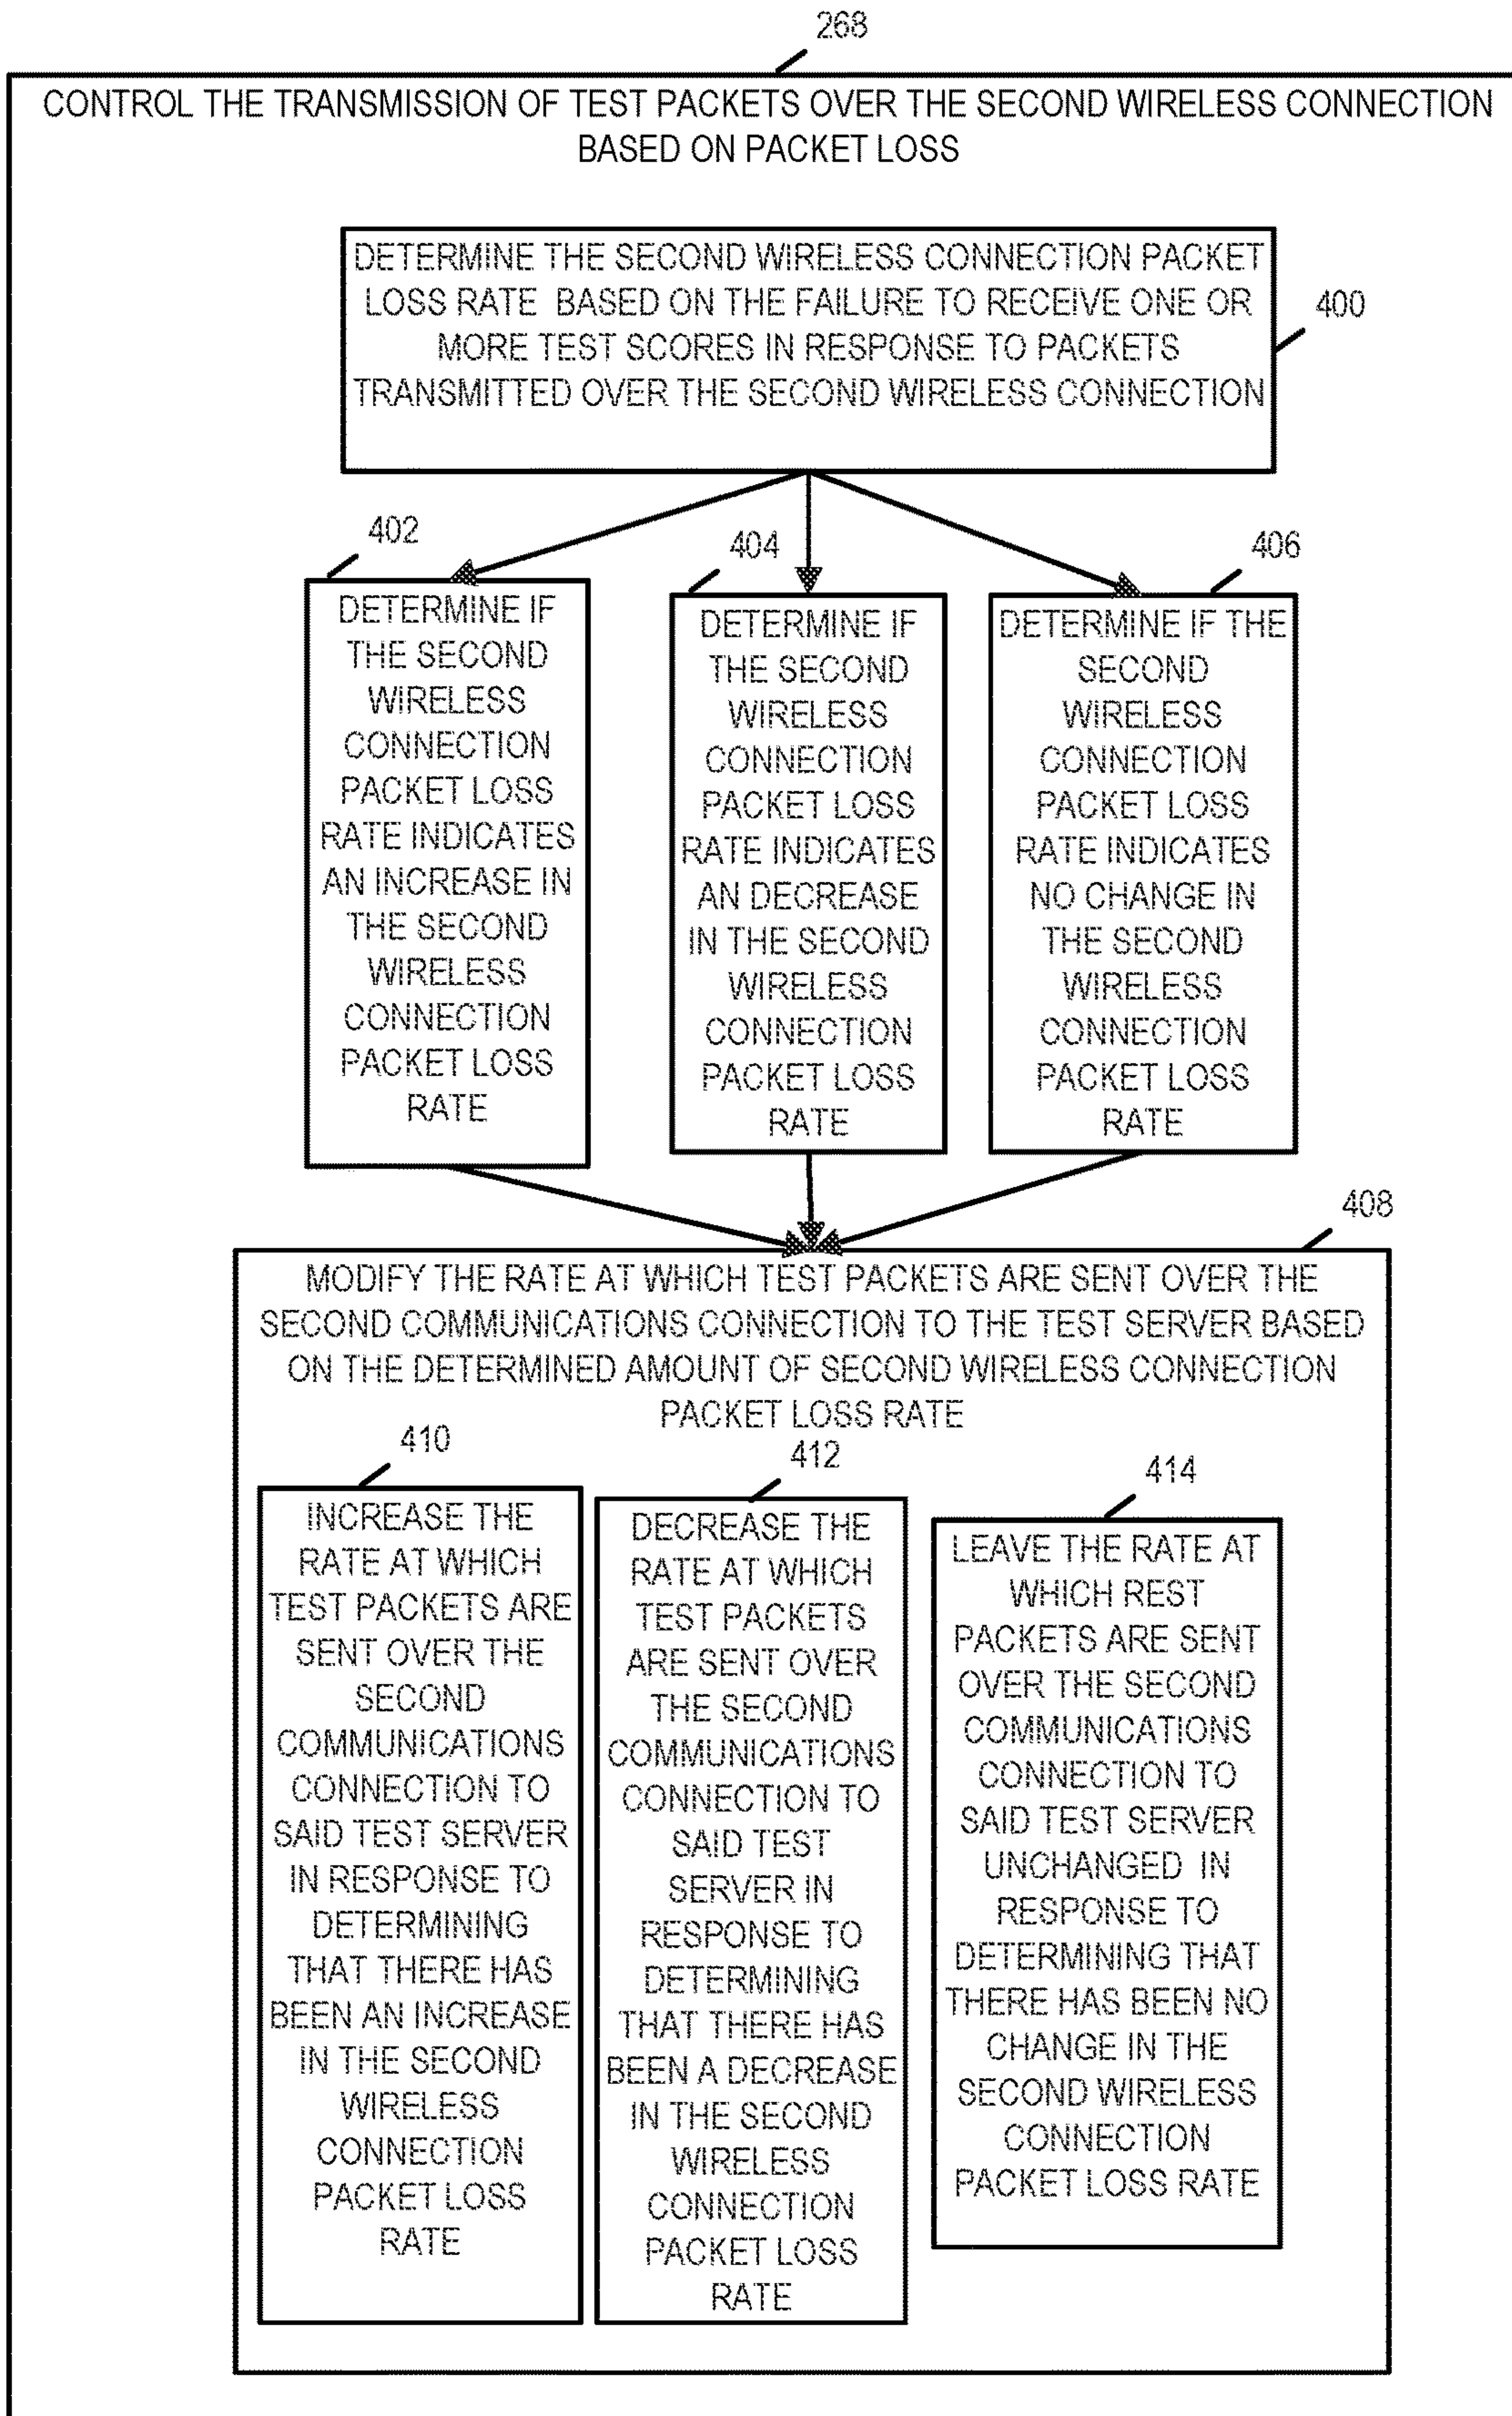 268
CONTROL THE TRANSMISSION OF TEST PACKETS OVER THE SECOND WIRELESS CONNECTION
BASED ON PACKET LOSS
DETERMINE THE SECOND WIRELESS CONNECTION PACKET
LOSS RATE BASED ON THE FAILURE TO RECEIVE ONE OR
MORE TEST SCORES IN RESPONSE TO PACKETS
TRANSMITTED OVER THE SECOND WIRELESS CONNECTION
400
402
DETERMINE IF
THE SECOND
WIRELESS
CONNECTION
PACKET LOSS
RATE INDICATES
AN INCREASE IN
THE SECOND
WIRELESS
CONNECTION
PACKET LOSS
RATE
404
DETERMINE IF
THE SECOND
WIRELESS
CONNECTION
PACKET LOSS
RATE INDICATES
AN DECREASE
IN THE SECOND
WIRELESS
CONNECTION
PACKET LOSS
RATE
406
DETERMINE IF THE
SECOND
WIRELESS
CONNECTION
PACKET LOSS
RATE INDICATES
NO CHANGE IN
THE SECOND
WIRELESS
CONNECTION
PACKET LOSS
RATE
408
MODIFY THE RATE AT WHICH TEST PACKETS ARE SENT OVER THE
SECOND COMMUNICATIONS CONNECTION TO THE TEST SERVER BASED
ON THE DETERMINED AMOUNT OF SECOND WIRELESS CONNECTION
PACKET LOSS RATE
410
INCREASE THE
RATE AT WHICH
TEST PACKETS ARE
SENT OVER THE
SECOND
COMMUNICATIONS
CONNECTION TO
SAID TEST SERVER
IN RESPONSE TO
DETERMINING
THAT THERE HAS
BEEN AN INCREASE
IN THE SECOND
WIRELESS
CONNECTION
PACKET LOSS
RATE
412
DECREASE THE
RATE AT WHICH
TEST PACKETS
ARE SENT OVER
THE SECOND
COMMUNICATIONS
CONNECTION TO
SAID TEST
SERVER IN
RESPONSE TO
DETERMINING
THAT THERE HAS
BEEN A DECREASE
IN THE SECOND
WIRELESS
CONNECTION
PACKET LOSS
RATE
414
LEAVE THE RATE AT
WHICH REST
PACKETS ARE SENT
OVER THE SECOND
COMMUNICATIONS
CONNECTION TO
SAID TEST SERVER
UNCHANGED IN
RESPONSE TO
DETERMINING THAT
THERE HAS BEEN NO
CHANGE IN THE
SECOND WIRELESS
CONNECTION
PACKET LOSS RATE